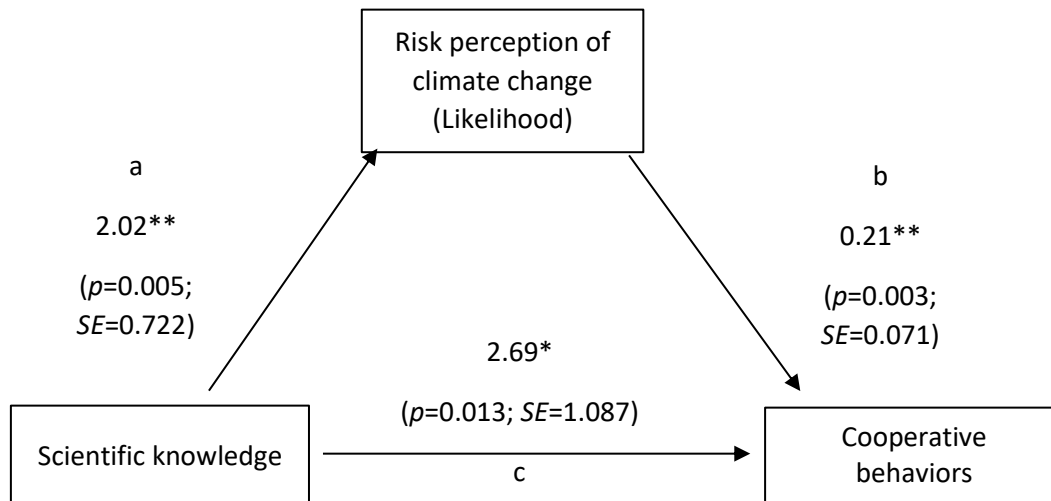 Risk perception of
climate change
(Likelihood)
a
2.02**
(p=0.005;
SE=0.722)
b
0.21**
(p=0.003;
SE=0.071)
2.69*
(p=0.013; SE=1.087)
Scientific knowledge
c
Cooperative
behaviors